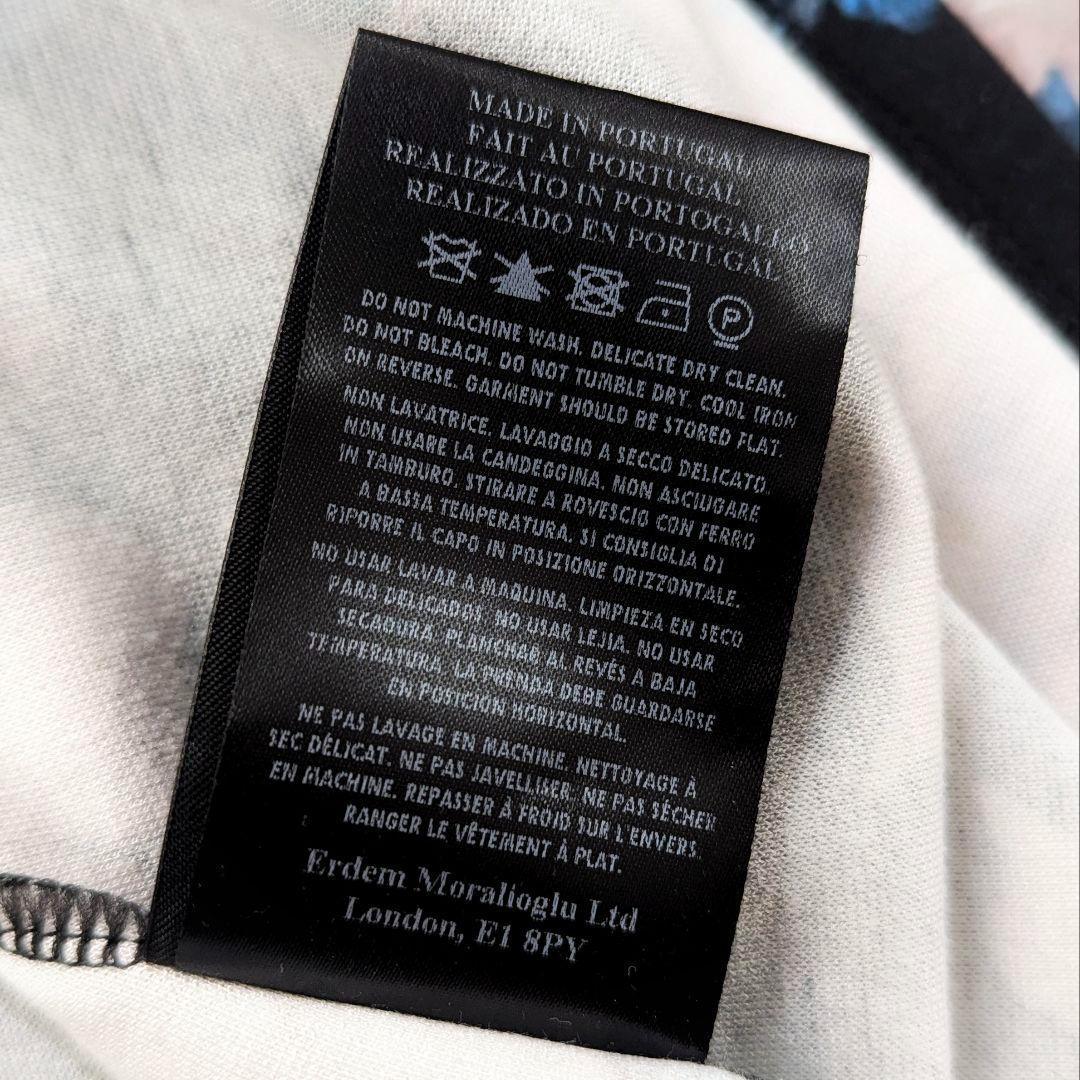 MADE IN PORTUGAL
FAIT AU PORTUGAL
REALIZZATO IN PORTOGALLO
REALIZADO EN PORTUGAL
P
DO NOT MACHINE WASH. DELICATE DRY CLEAN.
DO NOT BLEACH. DO NOT TUMBLE DRY. COOL IRON
ON REVERSE. GARMENT SHOULD BE STORED FLAT.
NON LAVATRICE. LAVAGGIO A SECCO DELICATO.
NON USARE LA CANDEGGINA. NON ASCIUGARE
IN TAMBURO. STIRARE A ROVESCIO CON FERRO
A BASSA TEMPERATURA. SI CONSIGLIA DI
RIPORRE IL CAPO IN POSIZIONE ORIZZONTALE.
NO USAR LAVAR A MAQUINA. LIMPIEZA EN SECO
PARA DELICADOS. NO USAR LEJIA. NO USAR
SECADURA. PLANCHAR AL REVÉS A BAJA
TEMPERATURA. LA PRENDA DEBE GUARDARSE
EN POSICION HORIZONTAL.
NE PAS LAVAGE EN MACHINE. NETTOYAGE À
SEC DÉLICAT. NE PAS JAVELLISER. NE PAS SÉCHER
EN MACHINE. REPASSER À FROID SUR L'ENVERS.
RANGER LE VÊTEMENT À PLAT.
Erdem Moralioglu Ltd
London, E1 8PY